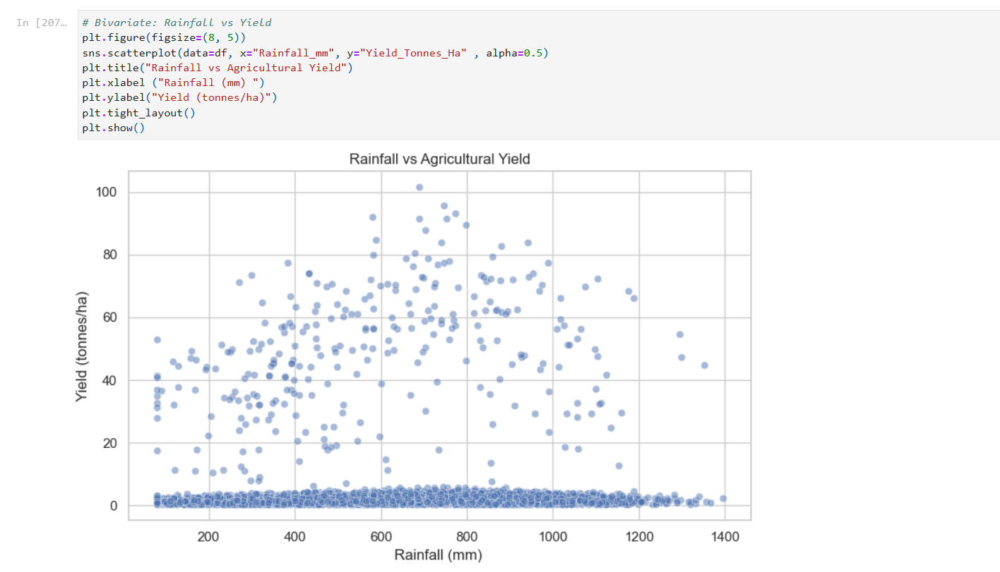 In [207…
# Bivariate: Rainfall vs Yield
plt.figure(figsize=(8, 5))
sns.scatterplot(data=df, x="Rainfall_mm", y="Yield_Tonnes_Ha" , alpha=0.5)
plt.title("Rainfall vs Agricultural Yield")
plt.xlabel ("Rainfall (mm) ")
plt.ylabel("Yield (tonnes/ha)")
plt.tight_layout()
plt.show()
Rainfall vs Agricultural Yield
Yield (tonnes/ha)
100
80
60
40
20
0
200 400 600 800 1000 1200 1400
Rainfall (mm)